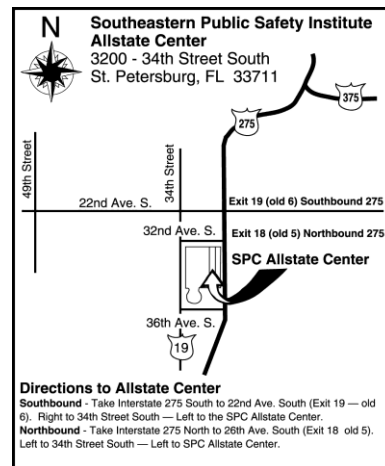 N
Southeastern Public Safety Institute
Allstate Center
3200 - 34th Street South
St. Petersburg, FL  33711
375
275
49th Street
34th Street
22nd Ave. S.
Exit 19 (old 6) Southbound 275
32nd Ave. S.
Exit 18 (old 5) Northbound 275
SPC Allstate Center
36th Ave. S.
19
Directions to Allstate Center
Southbound - Take Interstate 275 South to 22nd Ave. South (Exit 19 — old
6).  Right to 34th Street South — Left to the SPC Allstate Center.
Northbound - Take Interstate 275 North to 26th Ave. South (Exit 18  old 5).
Left to 34th Street South — Left to SPC Allstate Center.